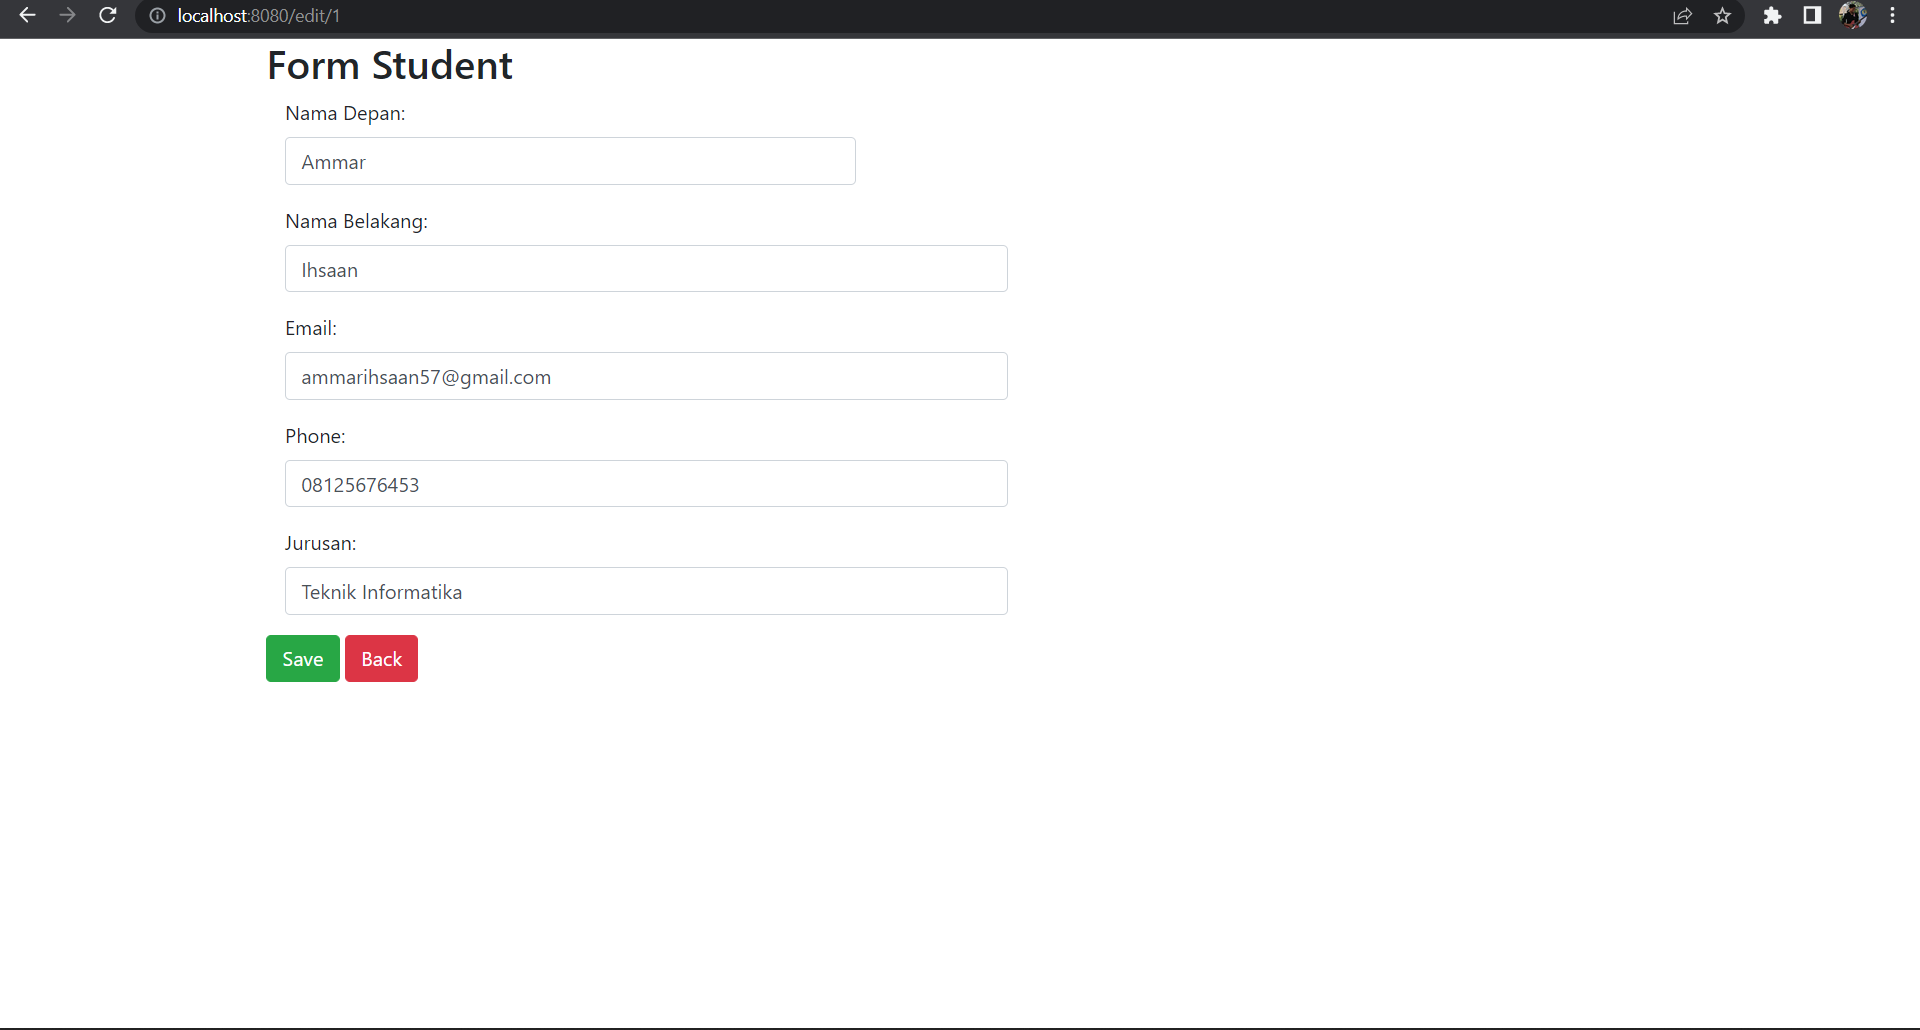 localhost:8080/edit/1
Form Student
Nama Depan:
Ammar
Nama Belakang:
Ihsaan
Email:
ammarihsaan57@gmail.com
Phone:
08125676453
Jurusan:
Teknik Informatika
Save Back